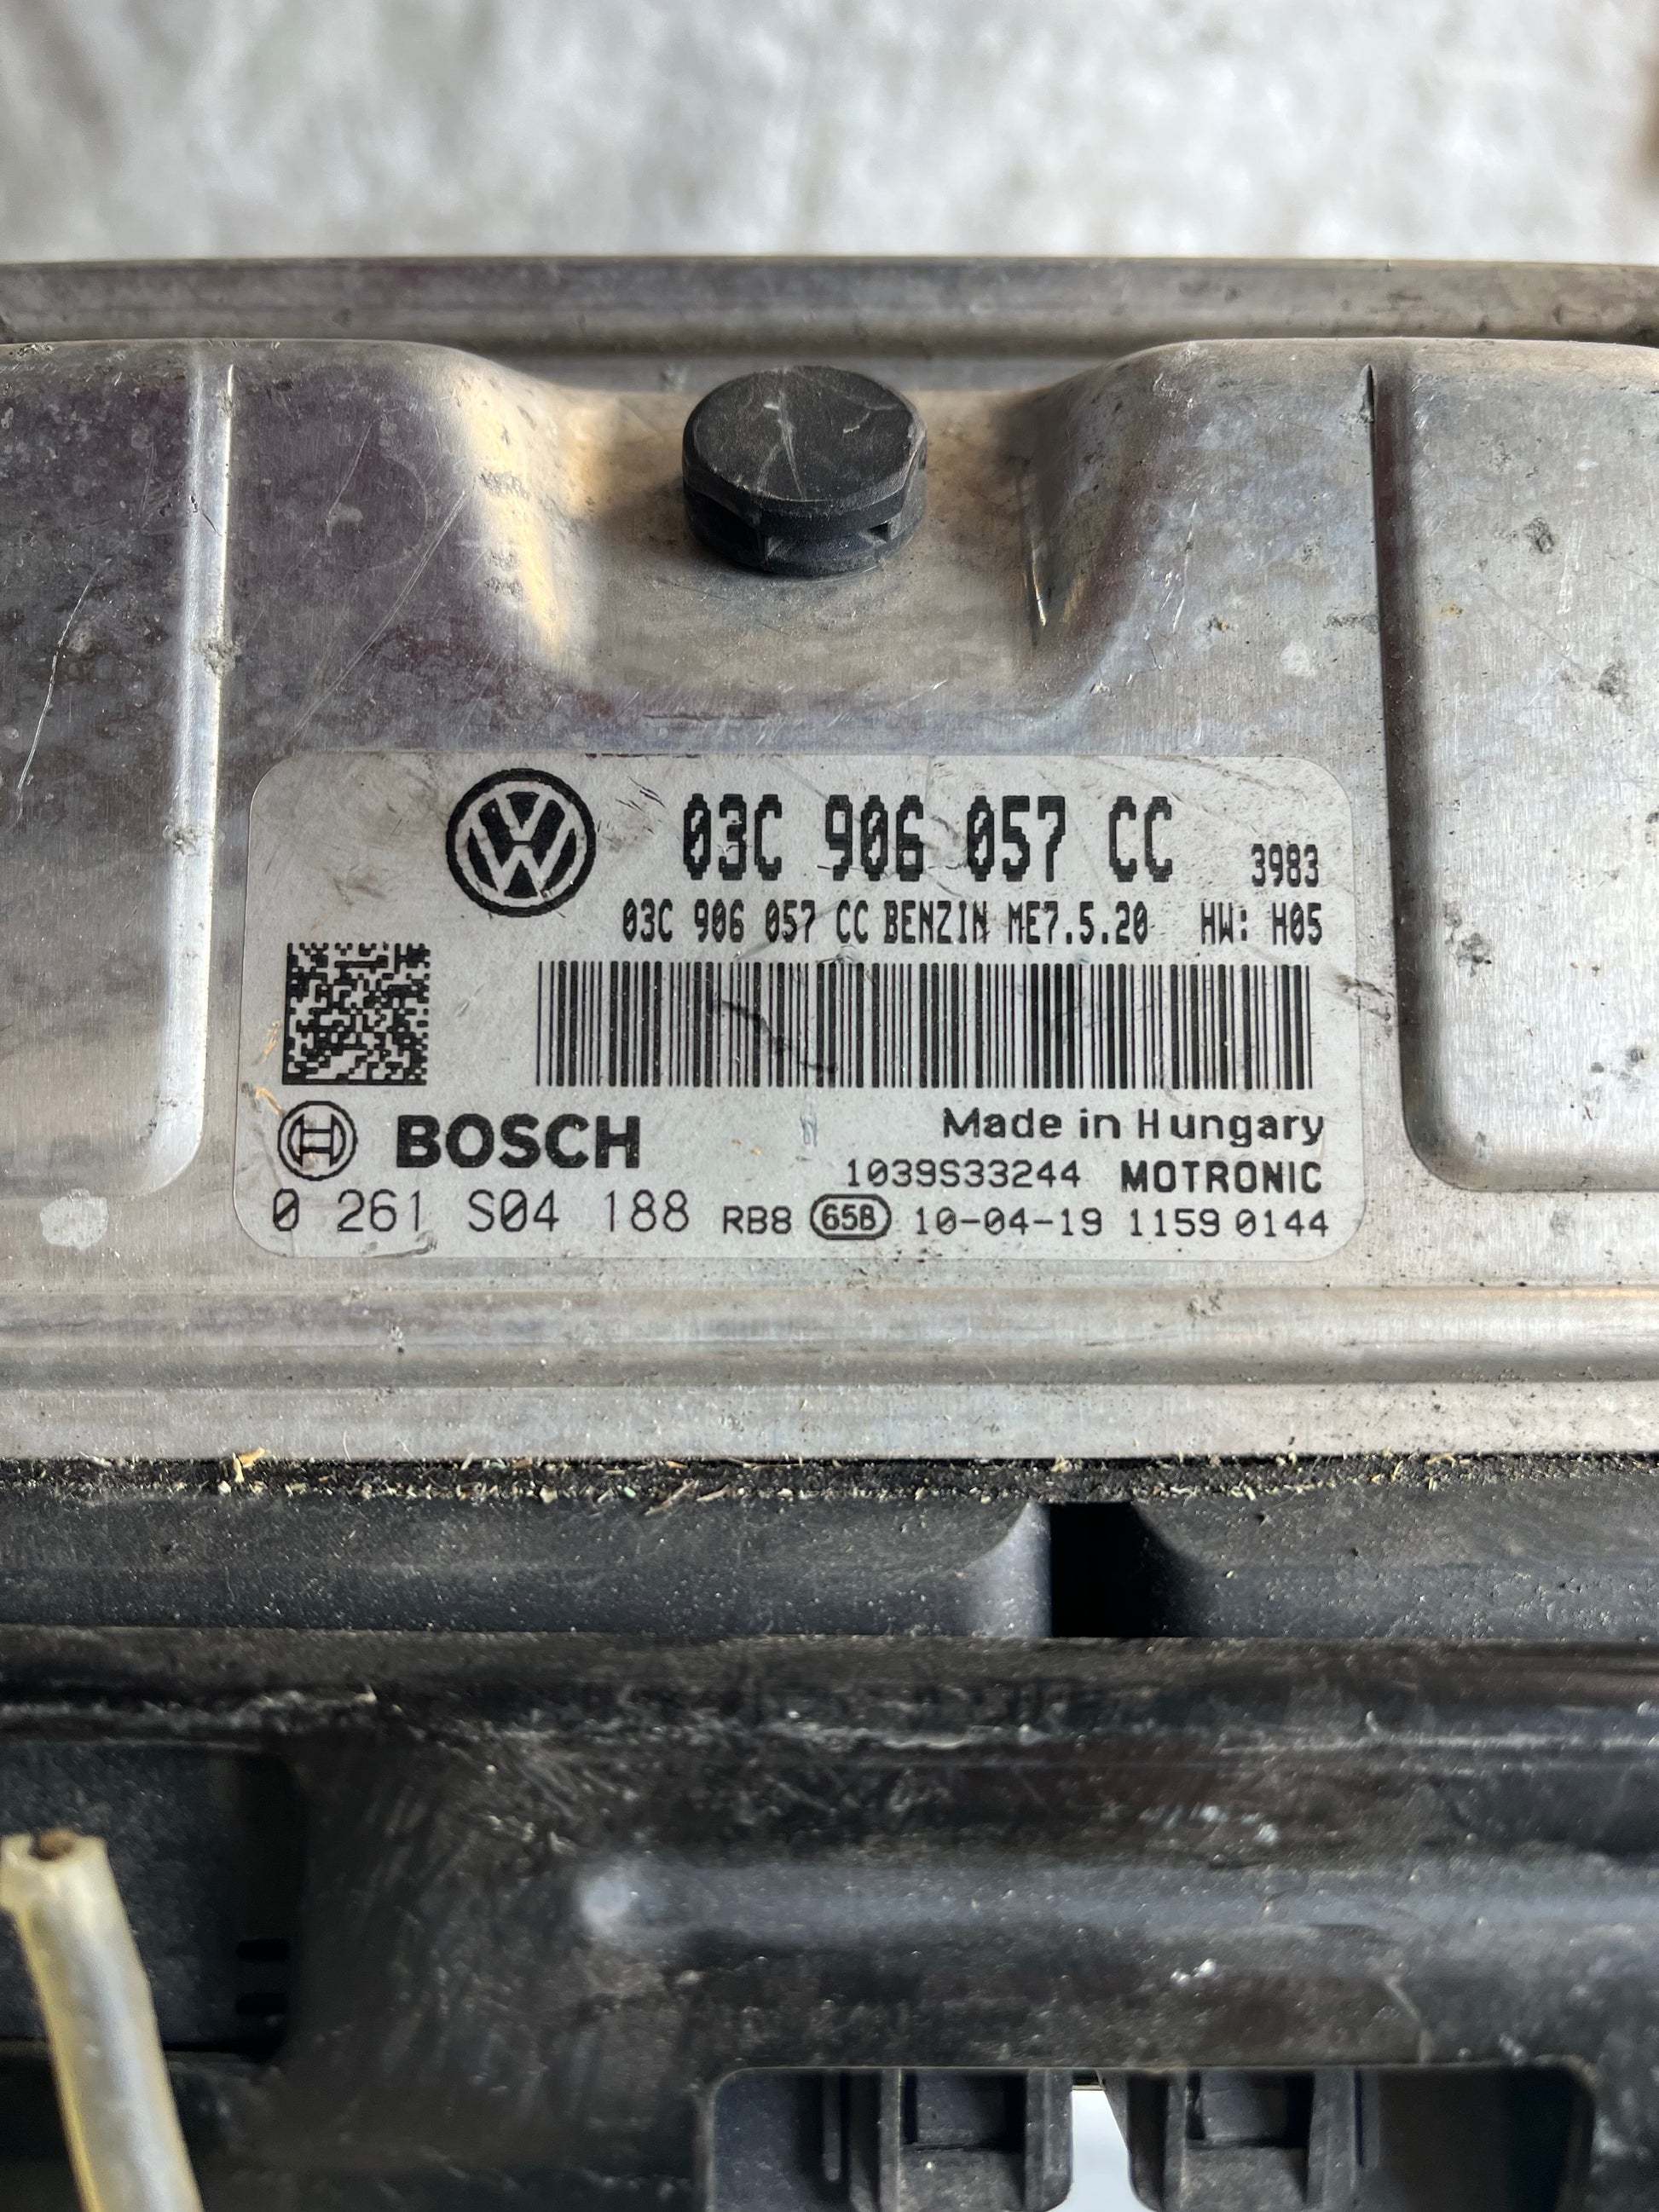 03C 906 057 CC 3983
03C 906 057 CC BENZIN ME7.5.20 HW: H05
BOSCH
Made in Hungary
1039S33244 MOTRONIC
0 261 S04 188 RB8 65B 10-04-19 1159 0144